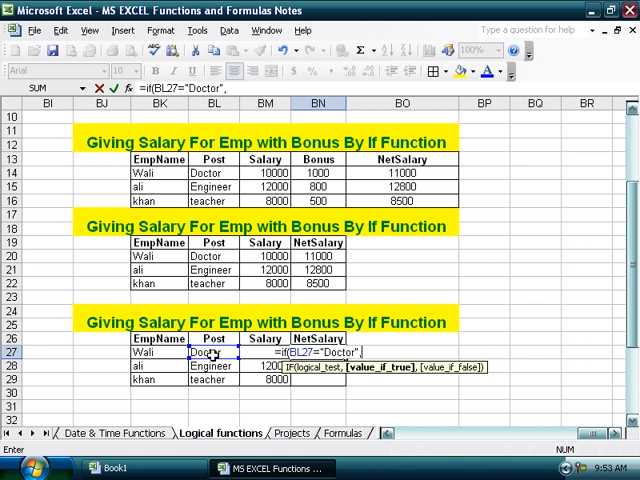 Microsoft Excel - MS EXCEL Functions and Formulas Notes
File Edit View Insert Format Tools Data Window Help Type a question for help
Arial 10 B I U $ % , 100%
SUM =if(BL27="Doctor",
BI BJ BK BL BM BN BO BP BQ BR
10
11
12 Giving Salary For Emp with Bonus By If Function
13 EmpName Post Salary Bonus NetSalary
14 Wali Doctor 10000 1000 11000
15 ali Engineer 12000 800 12800
16 khan teacher 8000 500 8500
17
18 Giving Salary For Emp with Bonus By If Function
19 EmpName Post Salary NetSalary
20 Wali Doctor 10000 11000
21 ali Engineer 12000 12800
22 khan teacher 8000 8500
23
24
25 Giving Salary For Emp with Bonus By If Function
26 EmpName Post Salary NetSalary
27 Wali Doctor =if(BL27="Doctor",
28 ali Engineer 1200 IF(logical_test, [value_if_true], [value_if_false])
29 khan teacher 8000
30
31
32
Date & Time Functions Logical functions Projects Formulas
Enter NUM
start Book1 MS EXCEL Functions ... 9:53 AM